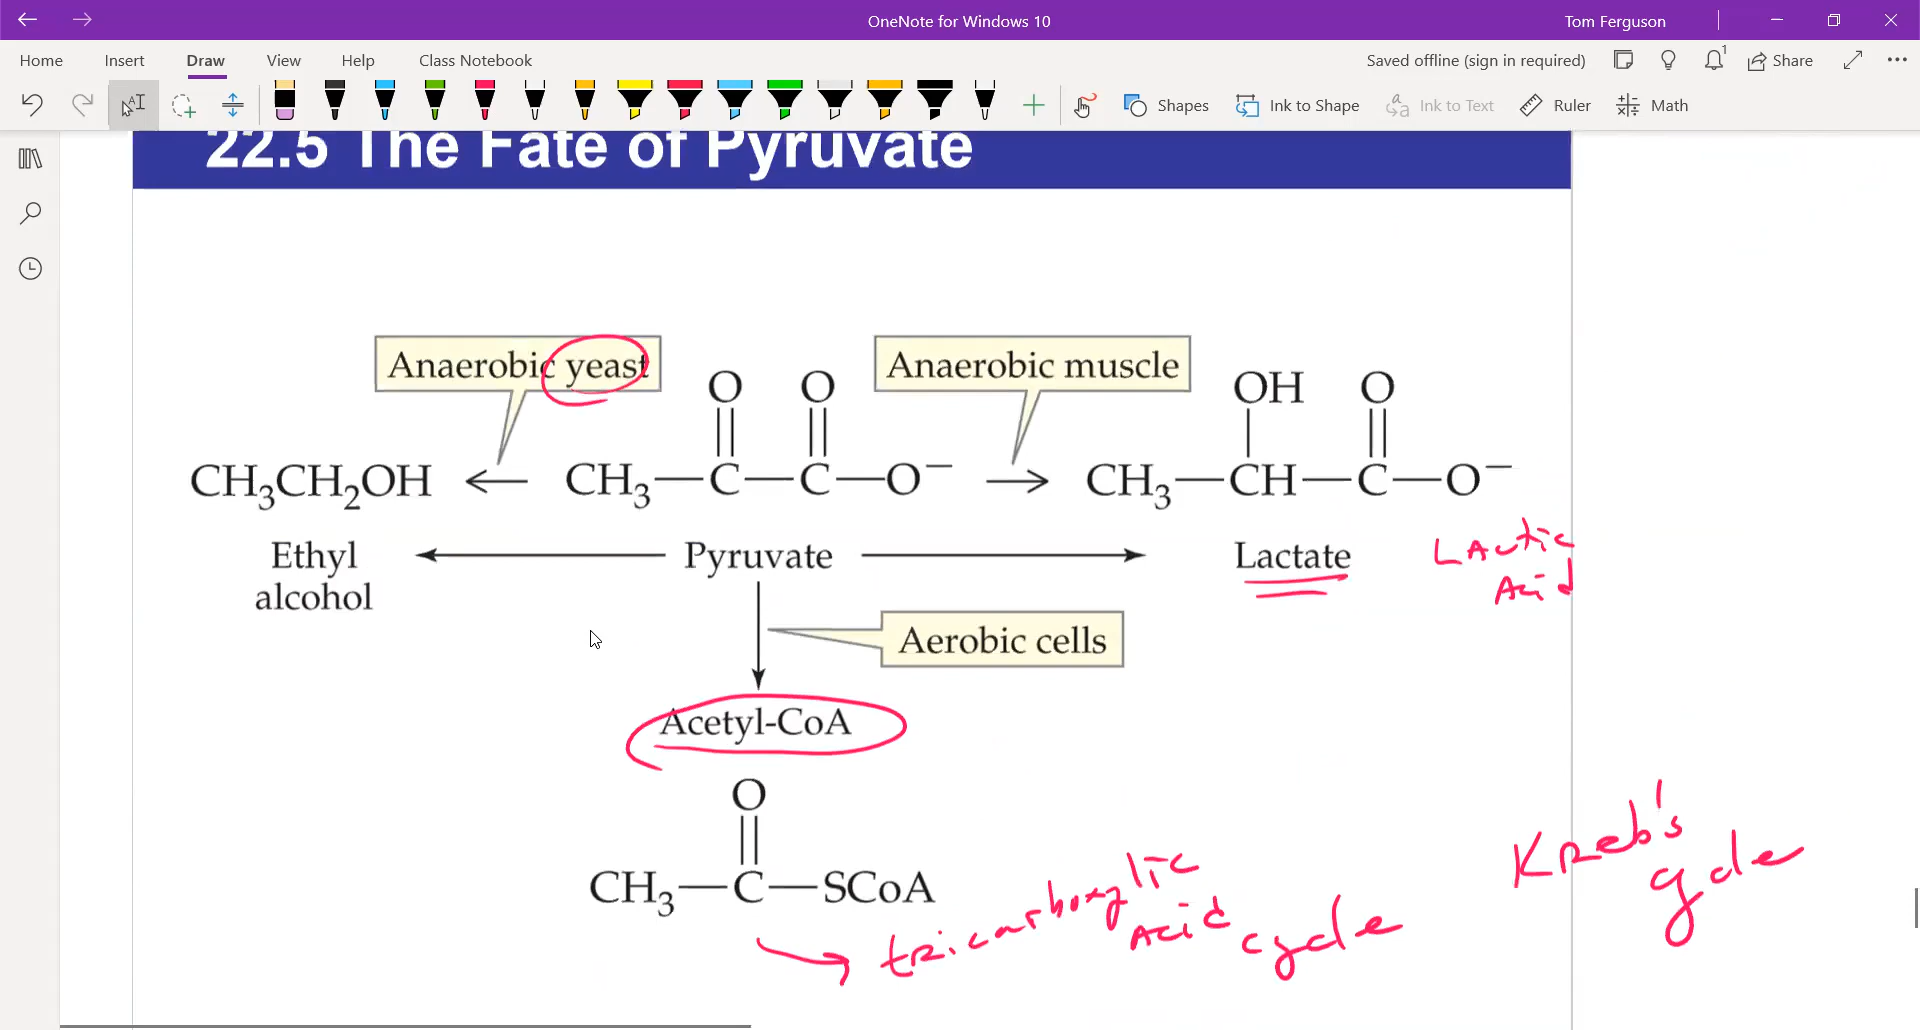 OneNote for Windows 10
Tom Ferguson
Home Insert Draw View Help Class Notebook
Saved offline (sign in required) 1 Share
Shapes Ink to Shape Ink to Text Ruler Math
22.5 The Fate of Pyruvate
Anaerobic yeast
Anaerobic muscle
O O OH O
CH₃CH₂OH ← CH₃—C—C—O⁻ → CH₃—CH—C—O⁻
Ethyl
alcohol
Pyruvate
Lactate
LActic
Acid
Aerobic cells
Acetyl-CoA
O
CH₃—C—SCoA
tricarboxylic
Acid cycle
Kreb's
cycle